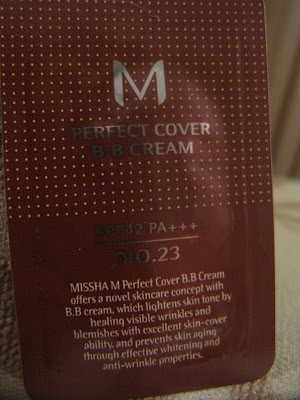 M
PERFECT COVER
B.B CREAM
SPF42 PA+++
NO.23
MISSHA M Perfect Cover B.B Cream
offers a novel skincare concept with
B.B cream, which lightens skin tone by
healing visible wrinkles and
blemishes with excellent skin-cover
ability, and prevents skin aging
through effective whitening and
anti-wrinkle properties.